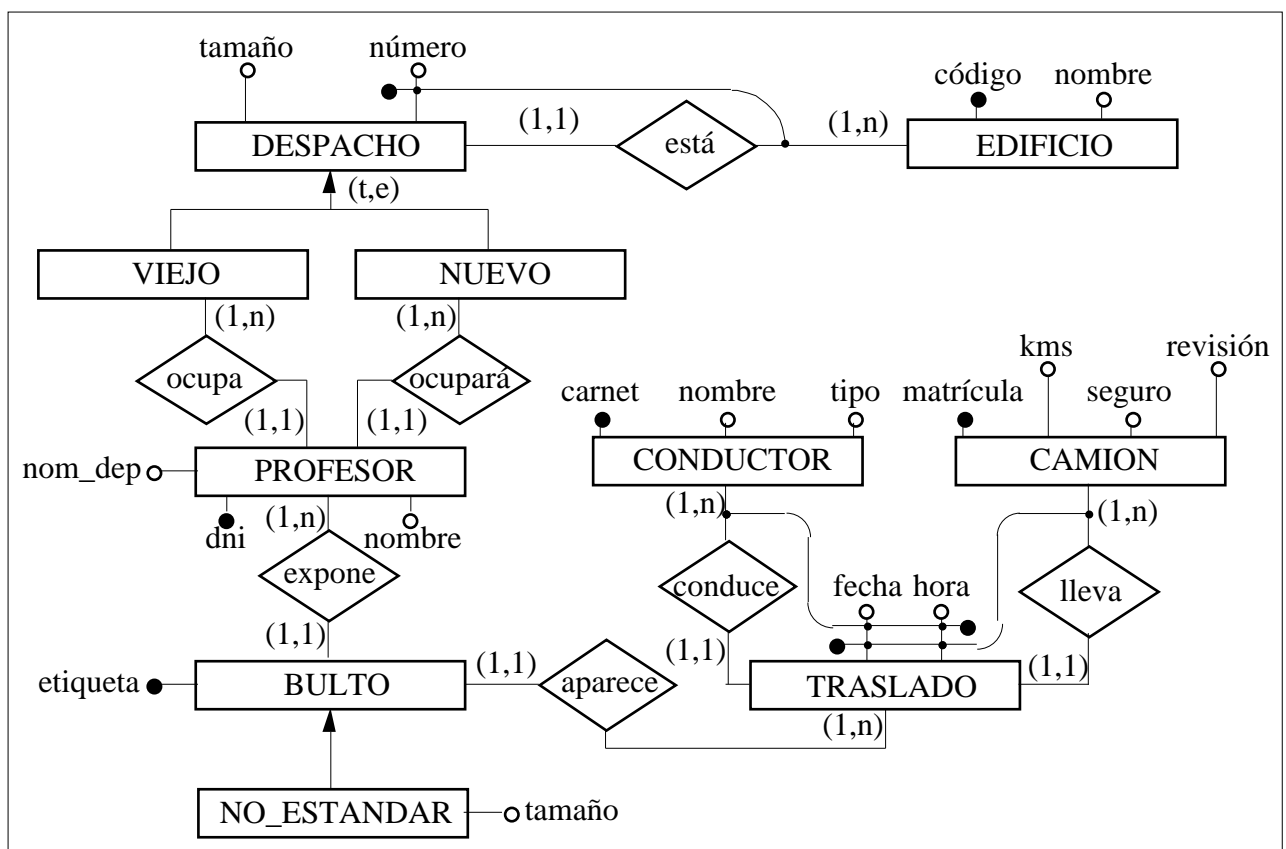 tamaño número
código nombre
(1,1) (1,n)
DESPACHO está EDIFICIO
(t,e)
VIEJO NUEVO
(1,n) (1,n)
kms revisión
ocupa ocupará
carnet nombre tipo matrícula seguro
(1,1) (1,1)
nom_dep PROFESOR CONDUCTOR CAMION
(1,n) (1,n) (1,n)
dni nombre
expone conduce fecha hora lleva
(1,1) (1,1) (1,1) (1,1)
etiqueta BULTO aparece TRASLADO
(1,n)
NO_ESTANDAR tamaño